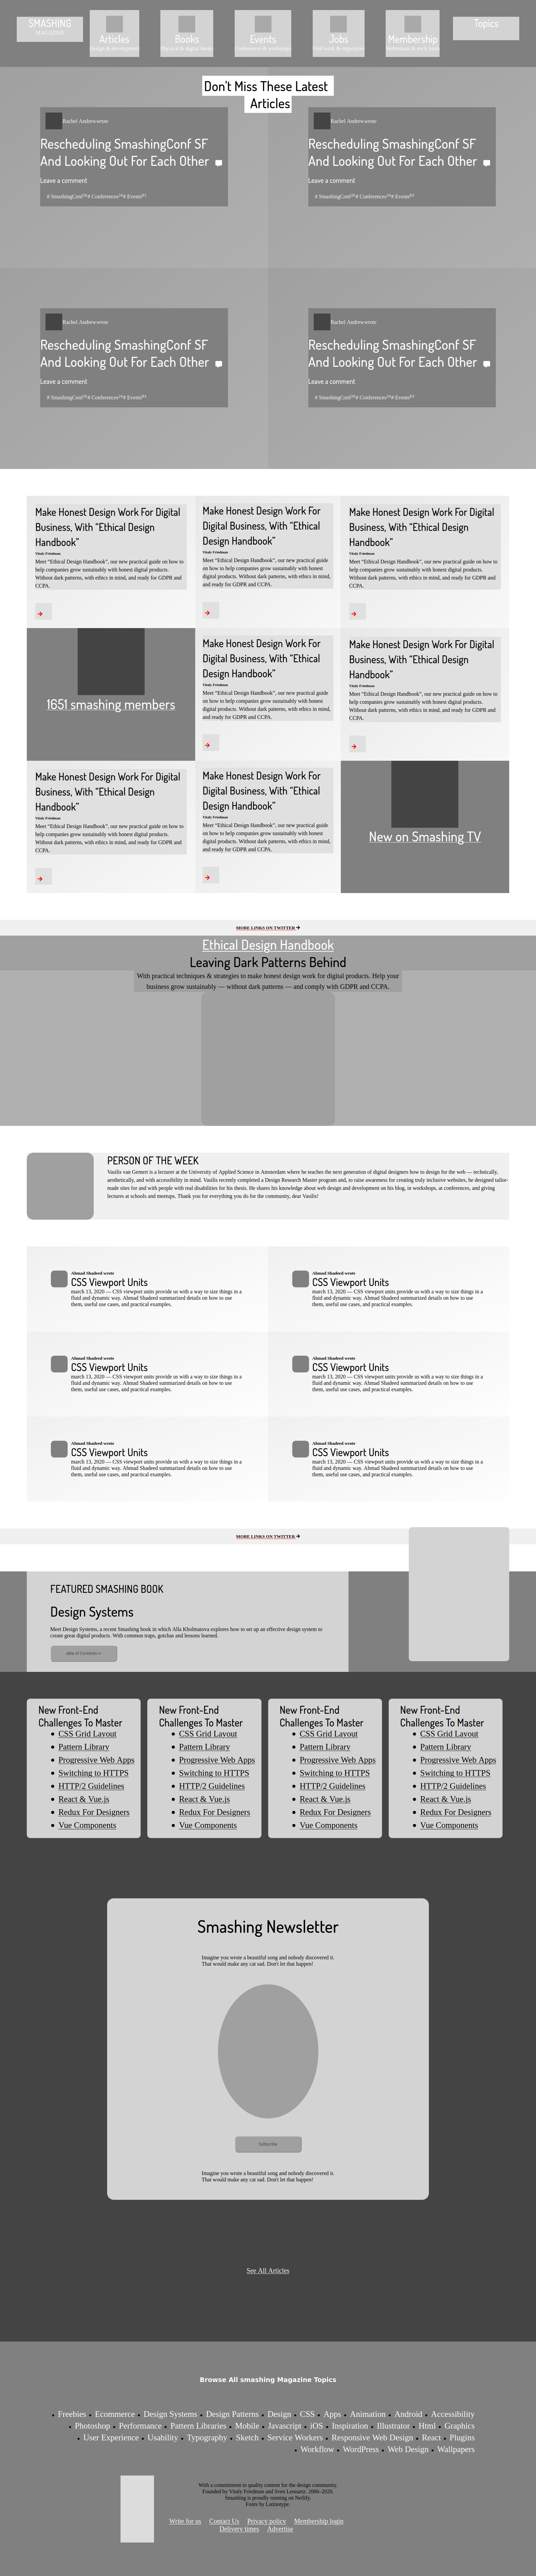 SMASHING
MAGAZINE
Articles
Design & development
Books
Physical & digital books
Events
Conferences & workshops
Jobs
Find work & employees
Membership
Webinars & early birds
Topics
Don't Miss These Latest
Articles
Rachel Andrewwrote
Rescheduling SmashingConf SF
And Looking Out For Each Other
Leave a comment
# SmashingConf # Conferences # Events
Rachel Andrewwrote
Rescheduling SmashingConf SF
And Looking Out For Each Other
Leave a comment
# SmashingConf # Conferences # Events
Rachel Andrewwrote
Rescheduling SmashingConf SF
And Looking Out For Each Other
Leave a comment
# SmashingConf # Conferences # Events
Rachel Andrewwrote
Rescheduling SmashingConf SF
And Looking Out For Each Other
Leave a comment
# SmashingConf # Conferences # Events
Make Honest Design Work For Digital
Business, With “Ethical Design
Handbook”
Vitaly Friedman
Meet “Ethical Design Handbook”, our new practical guide on how to
help companies grow sustainably with honest digital products.
Without dark patterns, with ethics in mind, and ready for GDPR and
CCPA.
Make Honest Design Work For Digital
Business, With “Ethical Design
Handbook”
Vitaly Friedman
Meet “Ethical Design Handbook”, our new practical guide
on how to help companies grow sustainably with honest
digital products. Without dark patterns, with ethics in mind,
and ready for GDPR and CCPA.
Make Honest Design Work For Digital
Business, With “Ethical Design
Handbook”
Vitaly Friedman
Meet “Ethical Design Handbook”, our new practical guide on how to
help companies grow sustainably with honest digital products.
Without dark patterns, with ethics in mind, and ready for GDPR and
CCPA.
1651 smashing members
Make Honest Design Work For Digital
Business, With “Ethical Design
Handbook”
Vitaly Friedman
Meet “Ethical Design Handbook”, our new practical guide
on how to help companies grow sustainably with honest
digital products. Without dark patterns, with ethics in mind,
and ready for GDPR and CCPA.
Make Honest Design Work For Digital
Business, With “Ethical Design
Handbook”
Vitaly Friedman
Meet “Ethical Design Handbook”, our new practical guide on how to
help companies grow sustainably with honest digital products.
Without dark patterns, with ethics in mind, and ready for GDPR and
CCPA.
Make Honest Design Work For Digital
Business, With “Ethical Design
Handbook”
Vitaly Friedman
Meet “Ethical Design Handbook”, our new practical guide on how to
help companies grow sustainably with honest digital products.
Without dark patterns, with ethics in mind, and ready for GDPR and
CCPA.
Make Honest Design Work For Digital
Business, With “Ethical Design
Handbook”
Vitaly Friedman
Meet “Ethical Design Handbook”, our new practical guide
on how to help companies grow sustainably with honest
digital products. Without dark patterns, with ethics in mind,
and ready for GDPR and CCPA.
New on Smashing TV
MORE LINKS ON TWITTER
Ethical Design Handbook
Leaving Dark Patterns Behind
With practical techniques & strategies to make honest design work for digital products. Help your
business grow sustainably — without dark patterns — and comply with GDPR and CCPA.
PERSON OF THE WEEK
Vasilis van Gemert is a lecturer at the University of Applied Science in Amsterdam where he teaches the next generation of digital designers how to design for the web — technically,
aesthetically, and with accessibility in mind. Vasilis recently completed a Design Research Master program and, to raise awareness for creating truly inclusive websites, he designed tailor-
made sites for and with people with real disabilities for his thesis. He shares his knowledge about web design and development on his blog, in workshops, at conferences, and giving
lectures at schools and meetups. Thank you for everything you do for the community, dear Vasilis!
Ahmad Shadeed wrote
CSS Viewport Units
march 13, 2020 — CSS viewport units provide us with a way to size things in a
fluid and dynamic way. Ahmad Shadeed summarized details on how to use
them, useful use cases, and practical examples.
Ahmad Shadeed wrote
CSS Viewport Units
march 13, 2020 — CSS viewport units provide us with a way to size things in a
fluid and dynamic way. Ahmad Shadeed summarized details on how to use
them, useful use cases, and practical examples.
Ahmad Shadeed wrote
CSS Viewport Units
march 13, 2020 — CSS viewport units provide us with a way to size things in a
fluid and dynamic way. Ahmad Shadeed summarized details on how to use
them, useful use cases, and practical examples.
Ahmad Shadeed wrote
CSS Viewport Units
march 13, 2020 — CSS viewport units provide us with a way to size things in a
fluid and dynamic way. Ahmad Shadeed summarized details on how to use
them, useful use cases, and practical examples.
Ahmad Shadeed wrote
CSS Viewport Units
march 13, 2020 — CSS viewport units provide us with a way to size things in a
fluid and dynamic way. Ahmad Shadeed summarized details on how to use
them, useful use cases, and practical examples.
Ahmad Shadeed wrote
CSS Viewport Units
march 13, 2020 — CSS viewport units provide us with a way to size things in a
fluid and dynamic way. Ahmad Shadeed summarized details on how to use
them, useful use cases, and practical examples.
MORE LINKS ON TWITTER
FEATURED SMASHING BOOK
Design Systems
Meet Design Systems, a recent Smashing book in which Alla Kholmatova explores how to set up an effective design system to
create great digital products. With common traps, gotchas and lessons learned.
able of Contents
New Front-End
Challenges To Master
CSS Grid Layout
Pattern Library
Progressive Web Apps
Switching to HTTPS
HTTP/2 Guidelines
React & Vue.js
Redux For Designers
Vue Components
New Front-End
Challenges To Master
CSS Grid Layout
Pattern Library
Progressive Web Apps
Switching to HTTPS
HTTP/2 Guidelines
React & Vue.js
Redux For Designers
Vue Components
New Front-End
Challenges To Master
CSS Grid Layout
Pattern Library
Progressive Web Apps
Switching to HTTPS
HTTP/2 Guidelines
React & Vue.js
Redux For Designers
Vue Components
New Front-End
Challenges To Master
CSS Grid Layout
Pattern Library
Progressive Web Apps
Switching to HTTPS
HTTP/2 Guidelines
React & Vue.js
Redux For Designers
Vue Components
Smashing Newsletter
Imagine you wrote a beautiful song and nobody discovered it.
That would make any cat sad. Don't let that happen!
Subscribe
Imagine you wrote a beautiful song and nobody discovered it.
That would make any cat sad. Don't let that happen!
See All Articles
Browse All smashing Magazine Topics
• Freebies • Ecommerce • Design Systems • Design Patterns • Design • CSS • Apps • Animation • Android • Accessibility
• Photoshop • Performance • Pattern Libraries • Mobile • Javascript • iOS • Inspiration • Illustrator • Html • Graphics
• User Experience • Usability • Typography • Sketch • Service Workers • Responsive Web Design • React • Plugins
• Workflow • WordPress • Web Design • Wallpapers
With a commitment to quality content for the design community.
Founded by Vitaly Friedman and Sven Lennartz. 2006–2020.
Smashing is proudly running on Netlify.
Fonts by Latinotype.
Write for us Contact Us Privacy policy Membership login
Delivery times Advertise